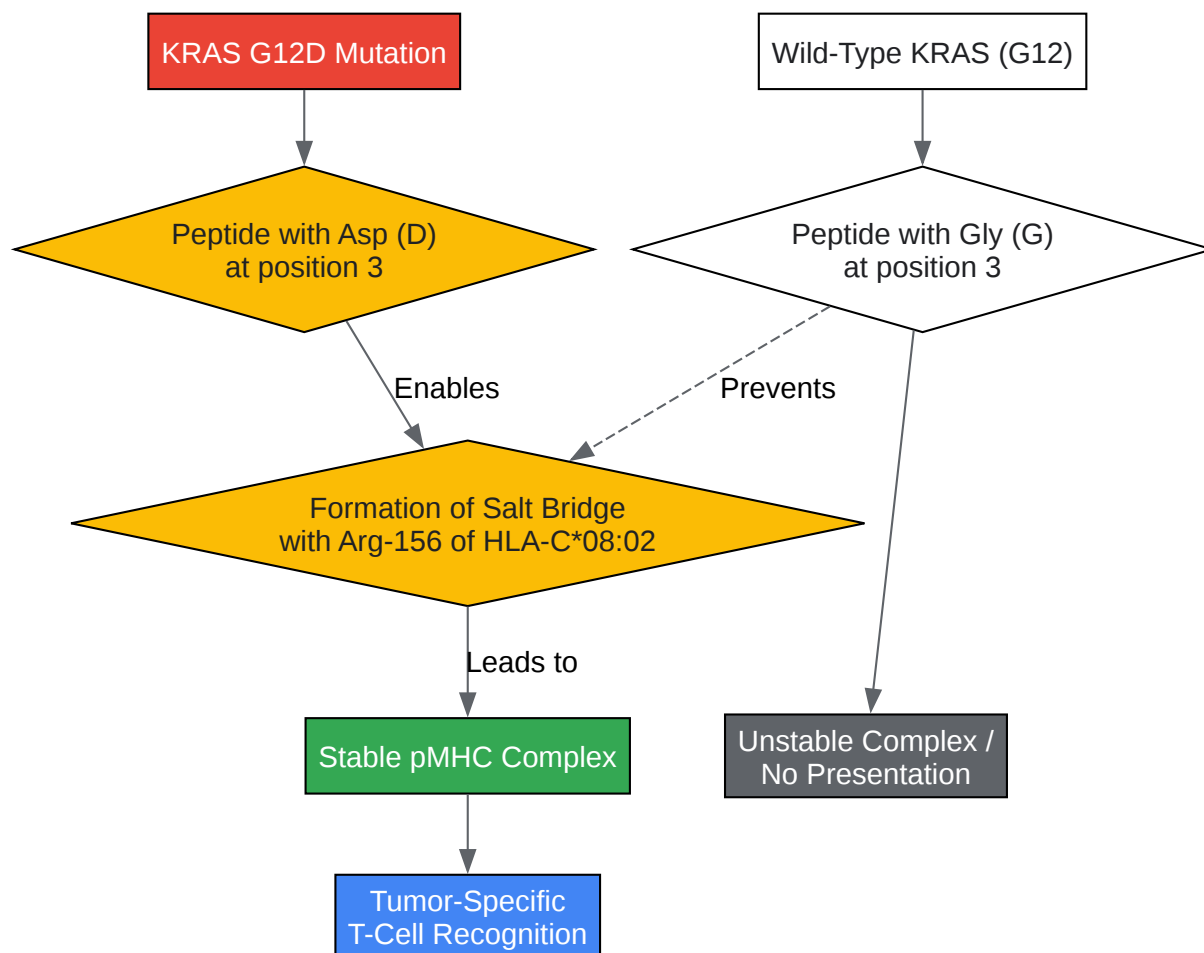 KRAS G12D Mutation
Wild-Type KRAS (G12)
Peptide with Asp (D)
at position 3
Peptide with Gly (G)
at position 3
Enables
Prevents
Formation of Salt Bridge
with Arg-156 of HLA-C*08:02
Leads to
Stable pMHC Complex
Unstable Complex /
No Presentation
Tumor-Specific
T-Cell Recognition